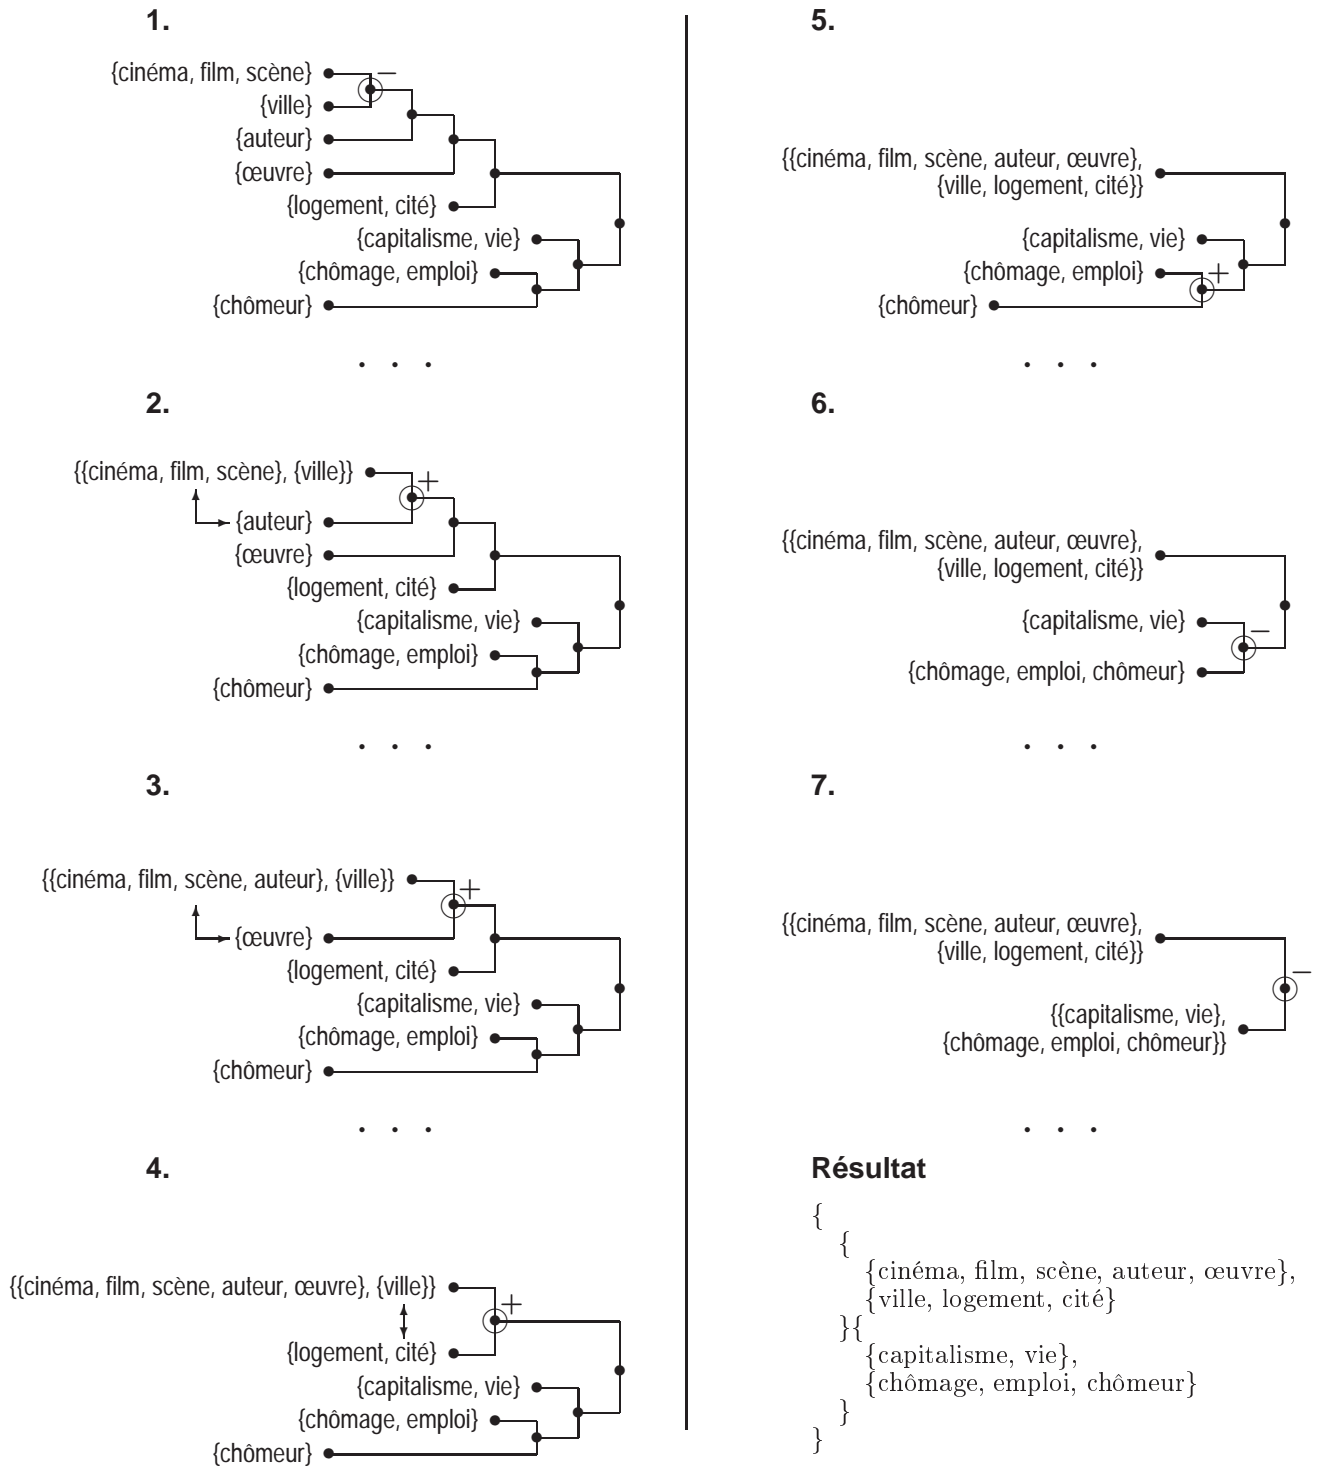 1.
{cinéma, film, scène}
−
{ville}
{auteur}
{œuvre}
{logement, cité}
{capitalisme, vie}
{chômage, emploi}
{chômeur}
. . .
2.
{{cinéma, film, scène}, {ville}}
+
{auteur}
{œuvre}
{logement, cité}
{capitalisme, vie}
{chômage, emploi}
{chômeur}
. . .
3.
{{cinéma, film, scène, auteur}, {ville}}
+
{œuvre}
{logement, cité}
{capitalisme, vie}
{chômage, emploi}
{chômeur}
. . .
4.
{{cinéma, film, scène, auteur, œuvre}, {ville}}
+
{logement, cité}
{capitalisme, vie}
{chômage, emploi}
{chômeur}
5.
{{cinéma, film, scène, auteur, œuvre},
{ville, logement, cité}}
{capitalisme, vie}
{chômage, emploi}
+
{chômeur}
. . .
6.
{{cinéma, film, scène, auteur, œuvre},
{ville, logement, cité}}
{capitalisme, vie}
−
{chômage, emploi, chômeur}
. . .
7.
{{cinéma, film, scène, auteur, œuvre},
{ville, logement, cité}}
−
{{capitalisme, vie},
{chômage, emploi, chômeur}}
. . .
Résultat
{
{
{cinéma, film, scène, auteur, œuvre},
{ville, logement, cité}
}{
{capitalisme, vie},
{chômage, emploi, chômeur}
}
}